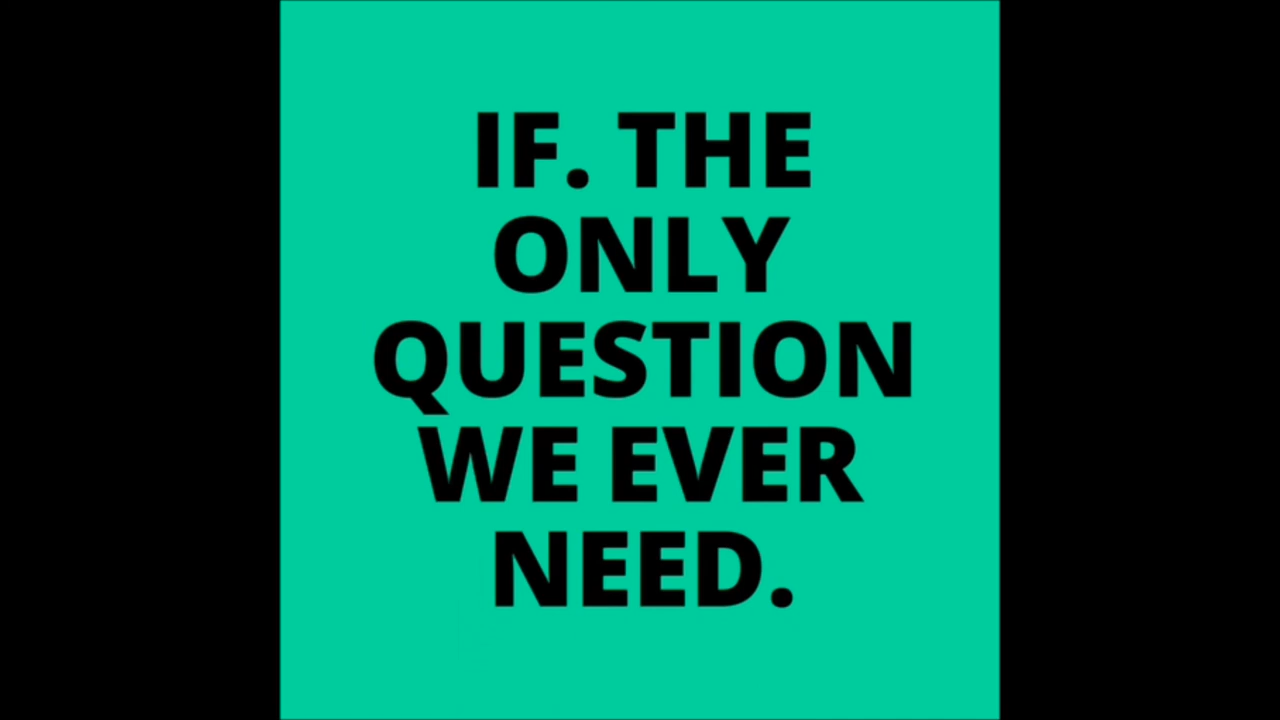 IF. THE
ONLY
QUESTION
WE EVER
NEED.